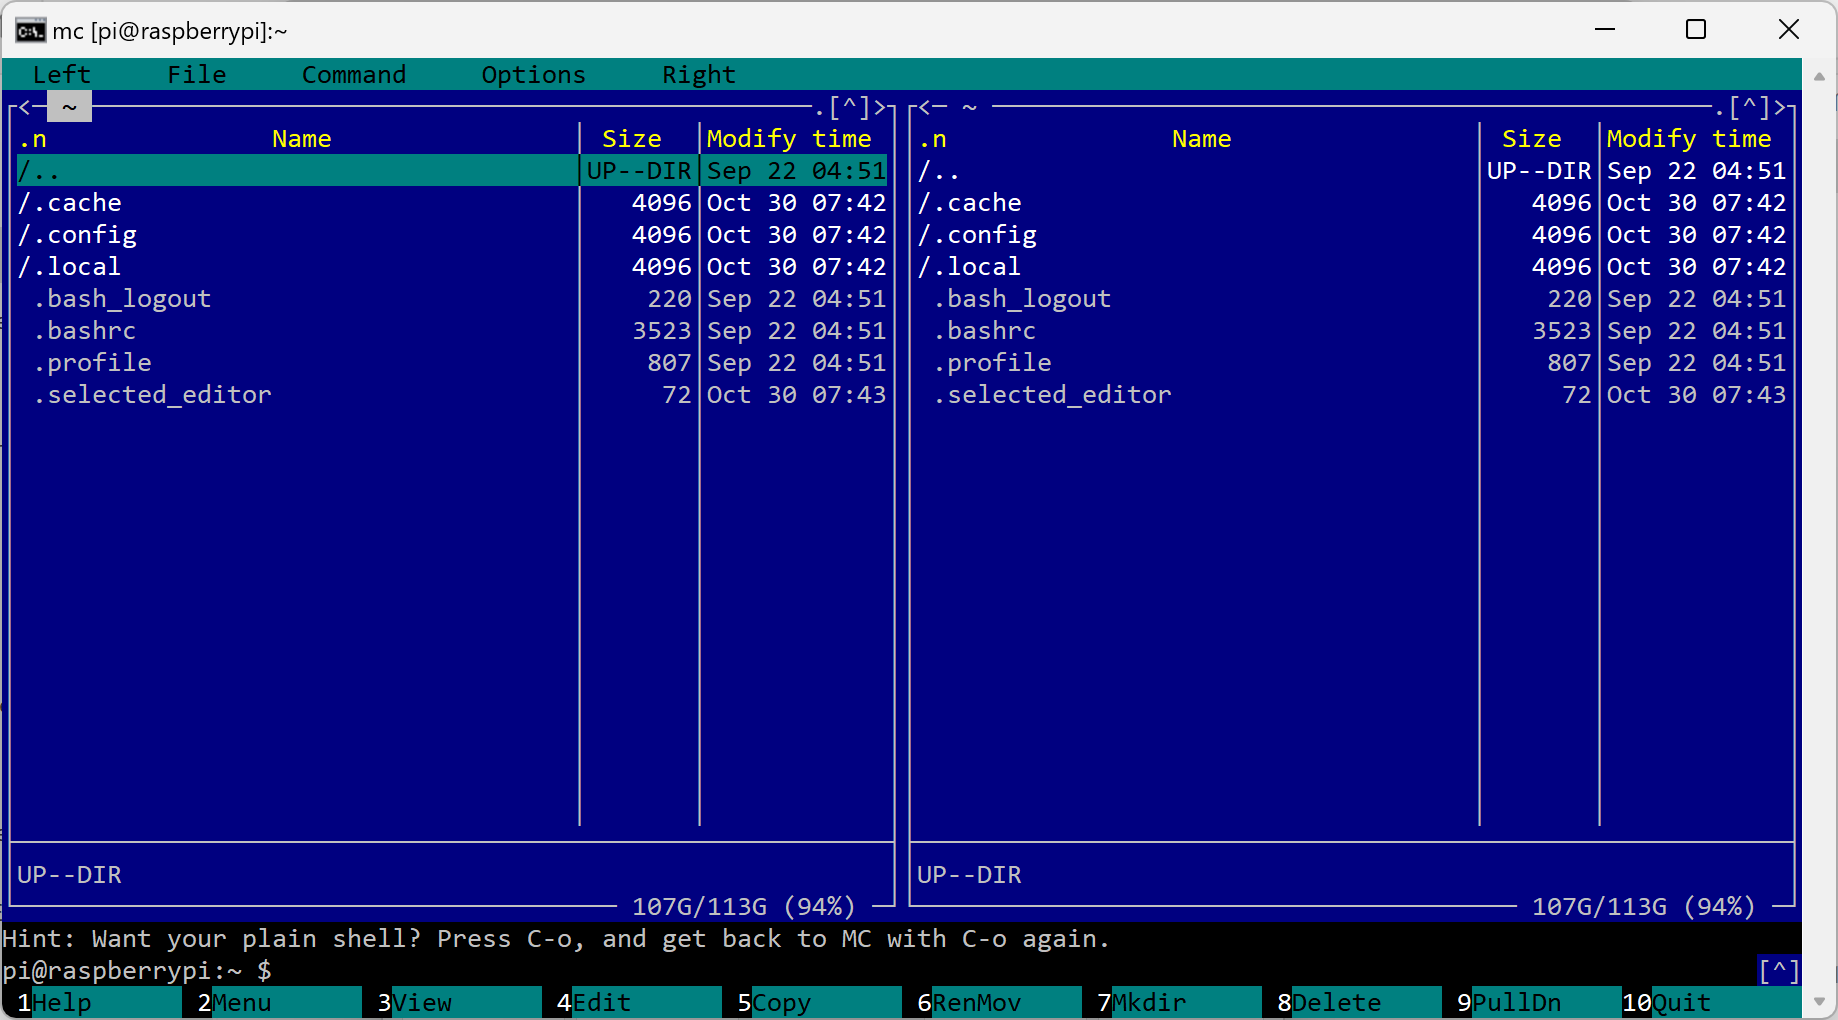 mc [pi@raspberrypi]:~
Left File Command Options Right
<─ ~ .[^]> <─ ~ .[^]>
.n Name Size Modify time .n Name Size Modify time
/.. UP--DIR Sep 22 04:51 /.. UP--DIR Sep 22 04:51
/.cache 4096 Oct 30 07:42 /.cache 4096 Oct 30 07:42
/.config 4096 Oct 30 07:42 /.config 4096 Oct 30 07:42
/.local 4096 Oct 30 07:42 /.local 4096 Oct 30 07:42
.bash_logout 220 Sep 22 04:51 .bash_logout 220 Sep 22 04:51
.bashrc 3523 Sep 22 04:51 .bashrc 3523 Sep 22 04:51
.profile 807 Sep 22 04:51 .profile 807 Sep 22 04:51
.selected_editor 72 Oct 30 07:43 .selected_editor 72 Oct 30 07:43
UP--DIR UP--DIR
107G/113G (94%) 107G/113G (94%)
Hint: Want your plain shell? Press C-o, and get back to MC with C-o again.
pi@raspberrypi:~ $ [^]
1Help 2Menu 3View 4Edit 5Copy 6RenMov 7Mkdir 8Delete 9PullDn 10Quit